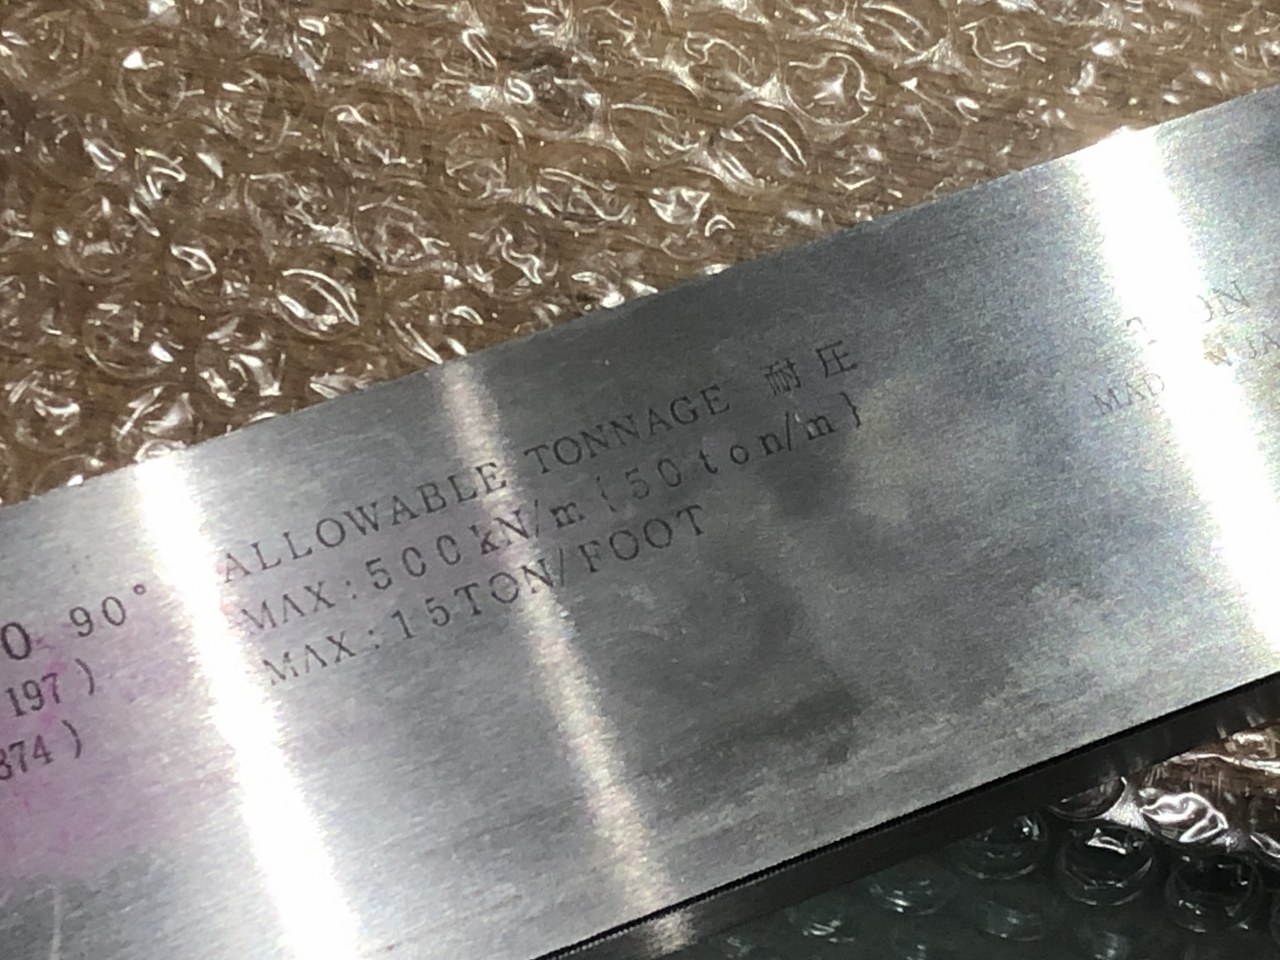 0 90°
197)
374)
ALLOWABLE TONNAGE 耐圧
MAX:500kN/m{50ton/m}
MAX:15TON/FOOT